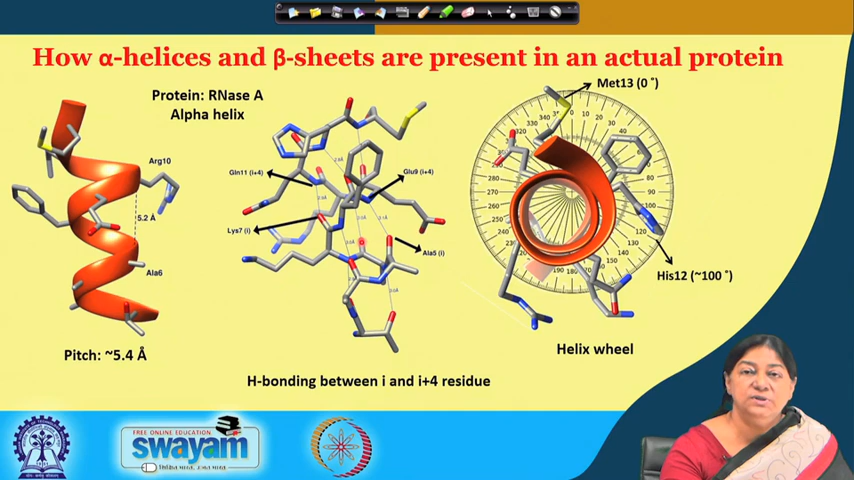 How α-helices and β-sheets are present in an actual protein
Protein: RNase A
Alpha helix
Arg10
5.2 Å
Ala6
Pitch: ~5.4 Å
Gln11 (i+4)
Glu9 (i+4)
Lys7 (i)
Ala5 (i)
H-bonding between i and i+4 residue
Met13 (0 ˚)
His12 (~100 ˚)
Helix wheel
FREE ONLINE EDUCATION
swayam